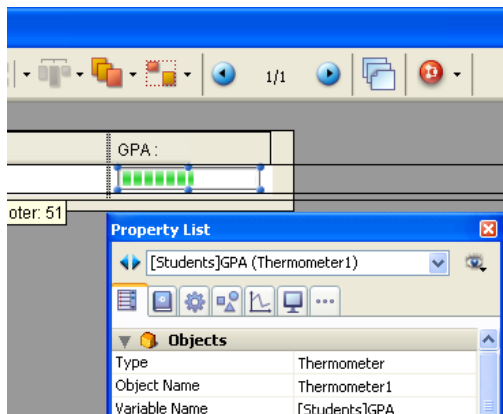 1/1
GPA :
oter: 51
Property List
[Students]GPA (Thermometer1)
Objects
Type Thermometer
Object Name Thermometer1
Variable Name [Students]GPA